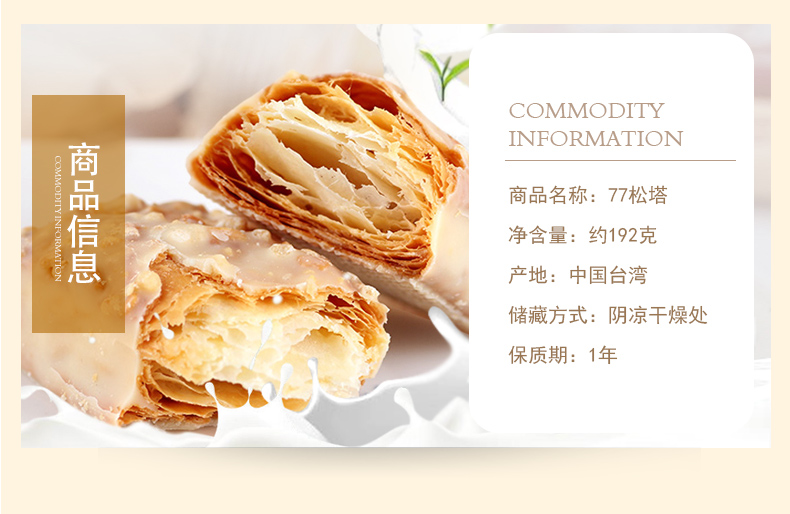 商品信息
COMMODITY INFORMATION
COMMODITY
INFORMATION
商品名称：77松塔
净含量：约192克
产地：中国台湾
储藏方式：阴凉干燥处
保质期：1年